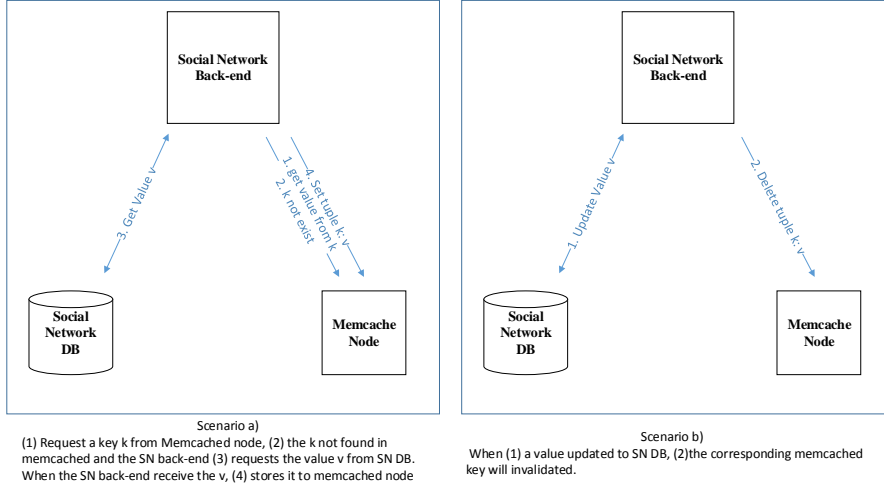 Social Network
Back-end
3. Get Value v
1. get value from k
2. k not exist
4. Set tuple k: v
Social
Network
DB
Memcache
Node
Scenario a)
(1) Request a key k from Memcached node, (2) the k not found in
memcached and the SN back-end (3) requests the value v from SN DB.
When the SN back-end receive the v, (4) stores it to memcached node
Social Network
Back-end
1. Update Value v
2. Delete tuple k: v
Social
Network
DB
Memcache
Node
Scenario b)
When (1) a value updated to SN DB, (2)the corresponding memcached
key will invalidated.